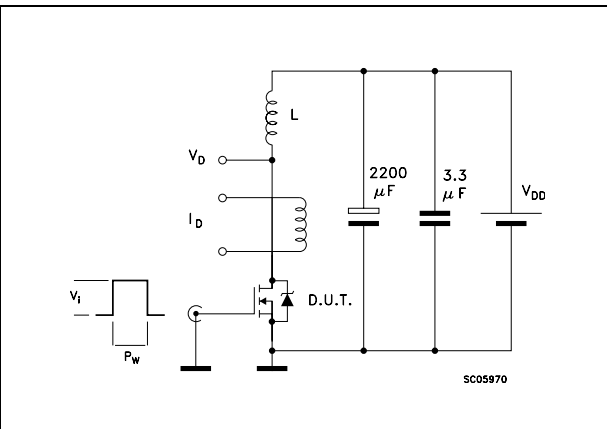 L
V_D
2200
μF
3.3
μF
V_DD
I_D
V_i
D.U.T.
P_W
SC05970